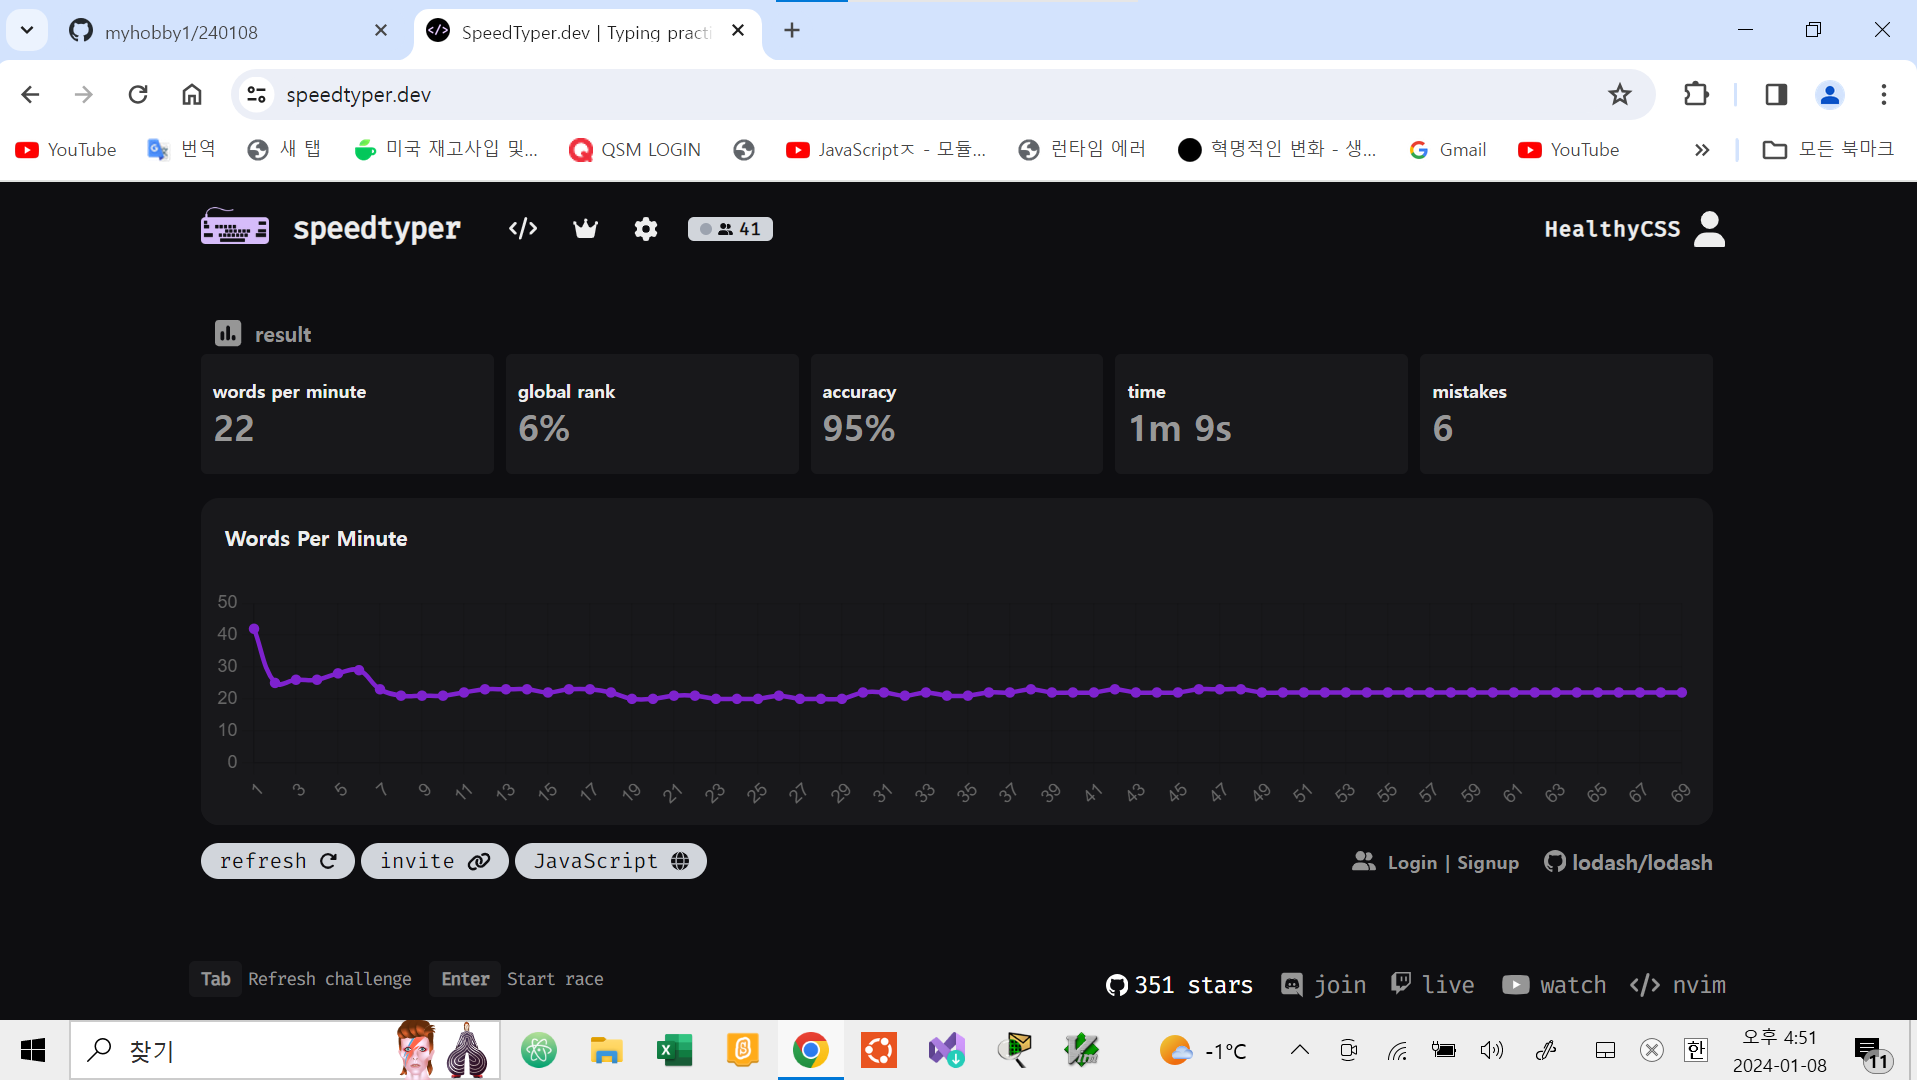 myhobby1/240108
SpeedTyper.dev | Typing practi
speedtyper.dev
YouTube
번역
새 탭
미국 재고사입 및...
QSM LOGIN
JavaScriptㅈ - 모듈...
런타임 에러
혁명적인 변화 - 생...
Gmail
YouTube
모든 북마크
speedtyper
41
HealthyCSS
result
words per minute
22
global rank
6%
accuracy
95%
time
1m 9s
mistakes
6
Words Per Minute
50
40
30
20
10
0
1 3 5 7 9 11 13 15 17 19 21 23 25 27 29 31 33 35 37 39 41 43 45 47 49 51 53 55 57 59 61 63 65 67 69
refresh
invite
JavaScript
Login | Signup
lodash/lodash
Tab Refresh challenge
Enter Start race
351 stars
join
live
watch
nvim
찾기
-1℃
한
오후 4:51
2024-01-08
11